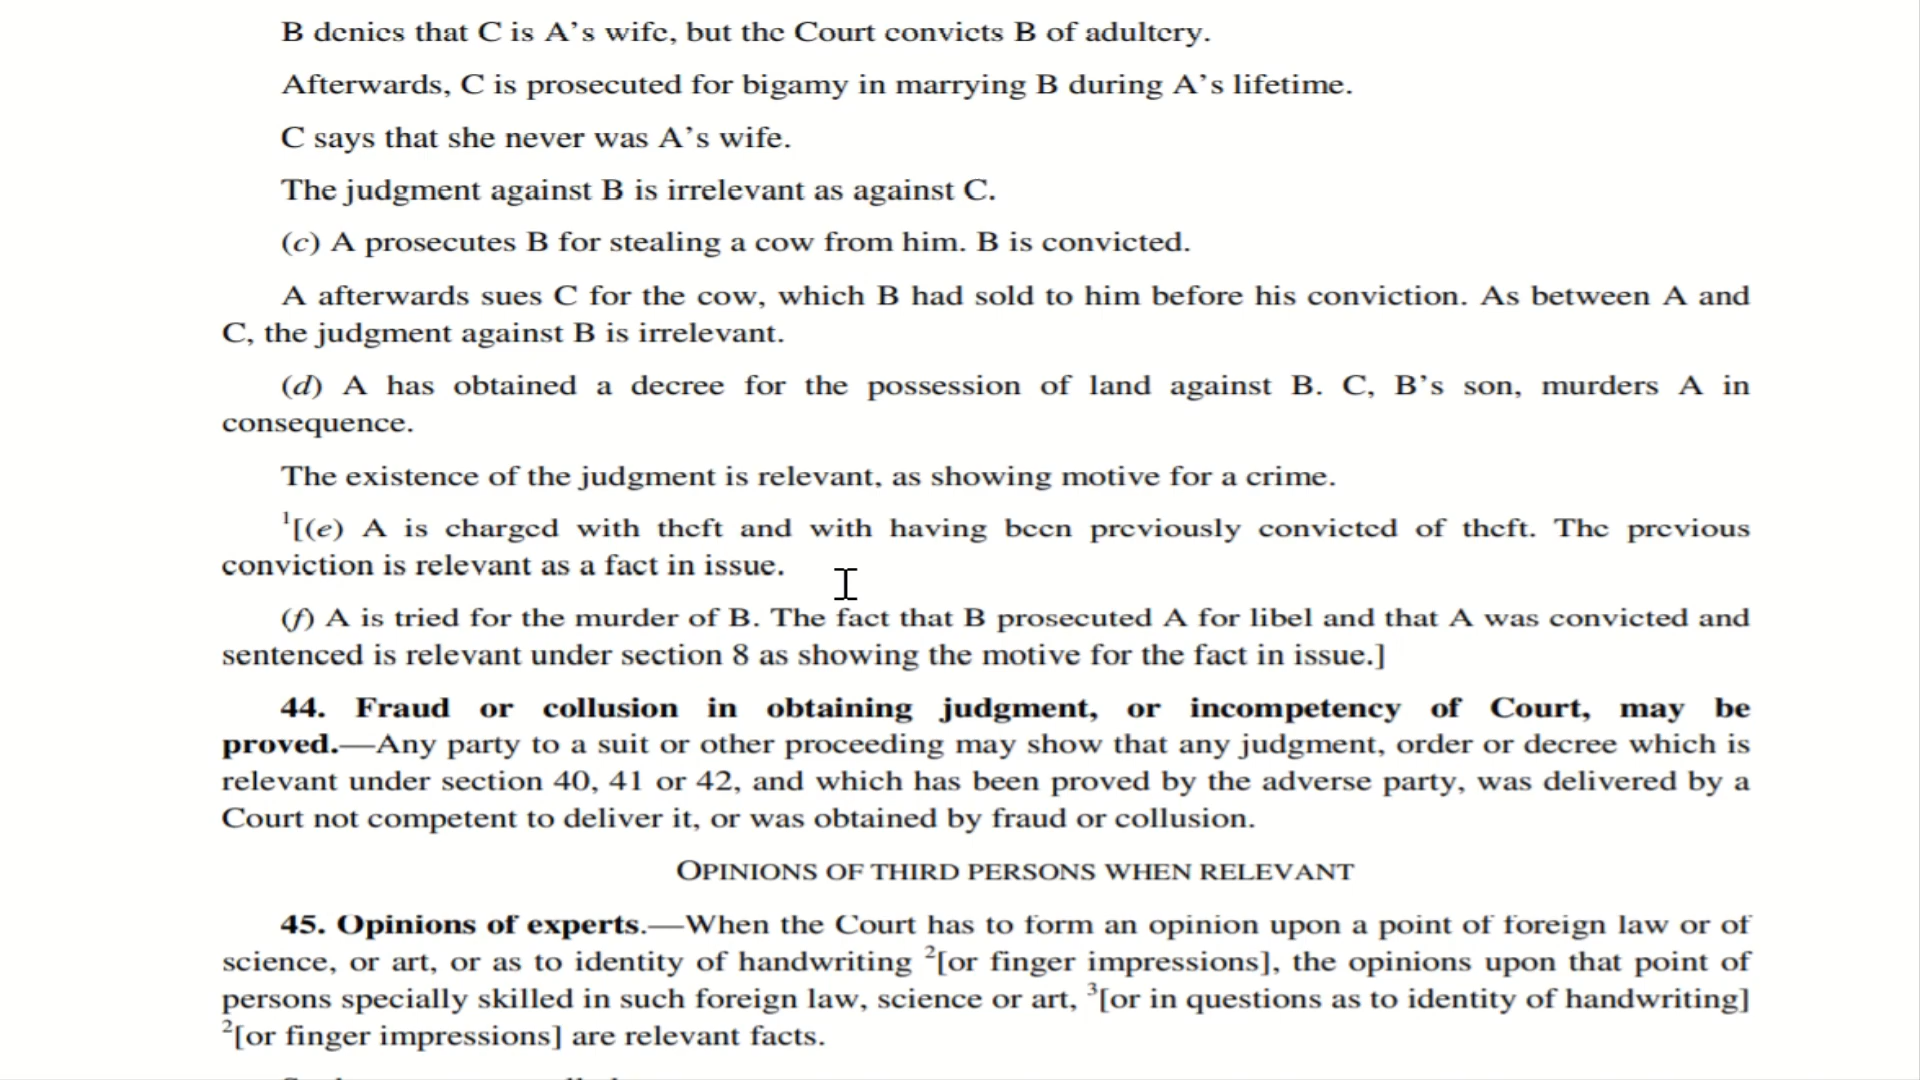 B denies that C is A’s wife, but the Court convicts B of adultery.
Afterwards, C is prosecuted for bigamy in marrying B during A’s lifetime.
C says that she never was A’s wife.
The judgment against B is irrelevant as against C.
(c) A prosecutes B for stealing a cow from him. B is convicted.
A afterwards sues C for the cow, which B had sold to him before his conviction. As between A and
C, the judgment against B is irrelevant.
(d) A has obtained a decree for the possession of land against B. C, B’s son, murders A in
consequence.
The existence of the judgment is relevant, as showing motive for a crime.
1[(e) A is charged with theft and with having been previously convicted of theft. The previous
conviction is relevant as a fact in issue.
(f) A is tried for the murder of B. The fact that B prosecuted A for libel and that A was convicted and
sentenced is relevant under section 8 as showing the motive for the fact in issue.]
44. Fraud or collusion in obtaining judgment, or incompetency of Court, may be
proved.—Any party to a suit or other proceeding may show that any judgment, order or decree which is
relevant under section 40, 41 or 42, and which has been proved by the adverse party, was delivered by a
Court not competent to deliver it, or was obtained by fraud or collusion.
OPINIONS OF THIRD PERSONS WHEN RELEVANT
45. Opinions of experts.—When the Court has to form an opinion upon a point of foreign law or of
science, or art, or as to identity of handwriting 2[or finger impressions], the opinions upon that point of
persons specially skilled in such foreign law, science or art, 3[or in questions as to identity of handwriting]
2[or finger impressions] are relevant facts.